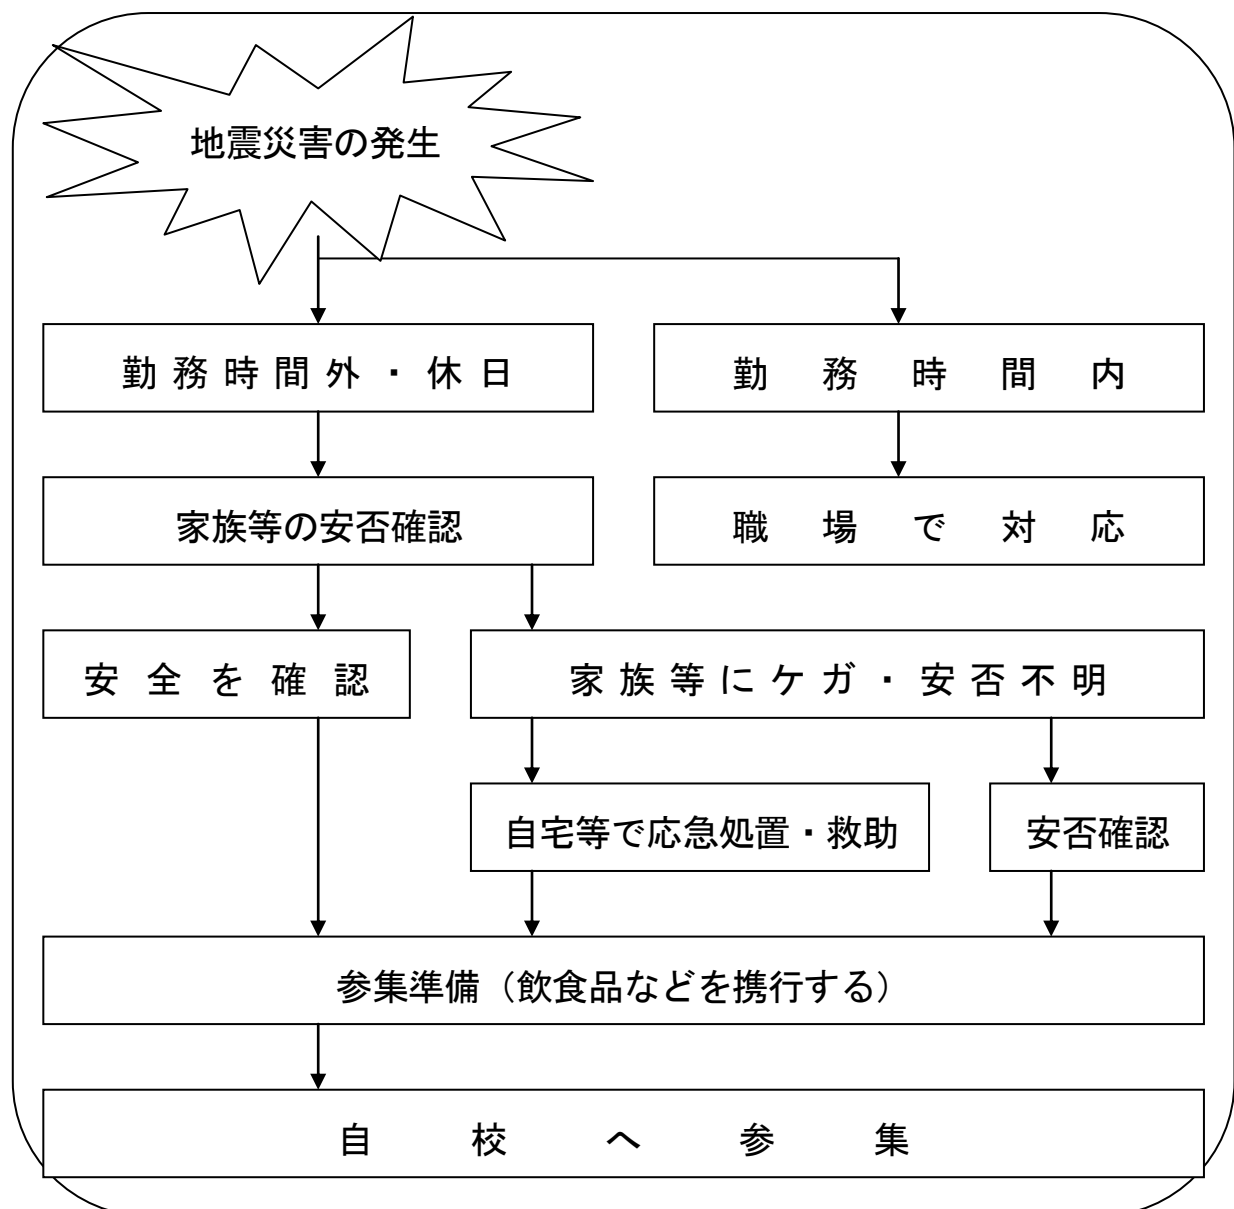 地震災害の発生
勤務時間外・休日
勤務時間内
家族等の安否確認
職場で対応
安全を確認
家族等にケガ・安否不明
自宅等で応急処置・救助
安否確認
参集準備（飲食品などを携行する）
自校へ参集